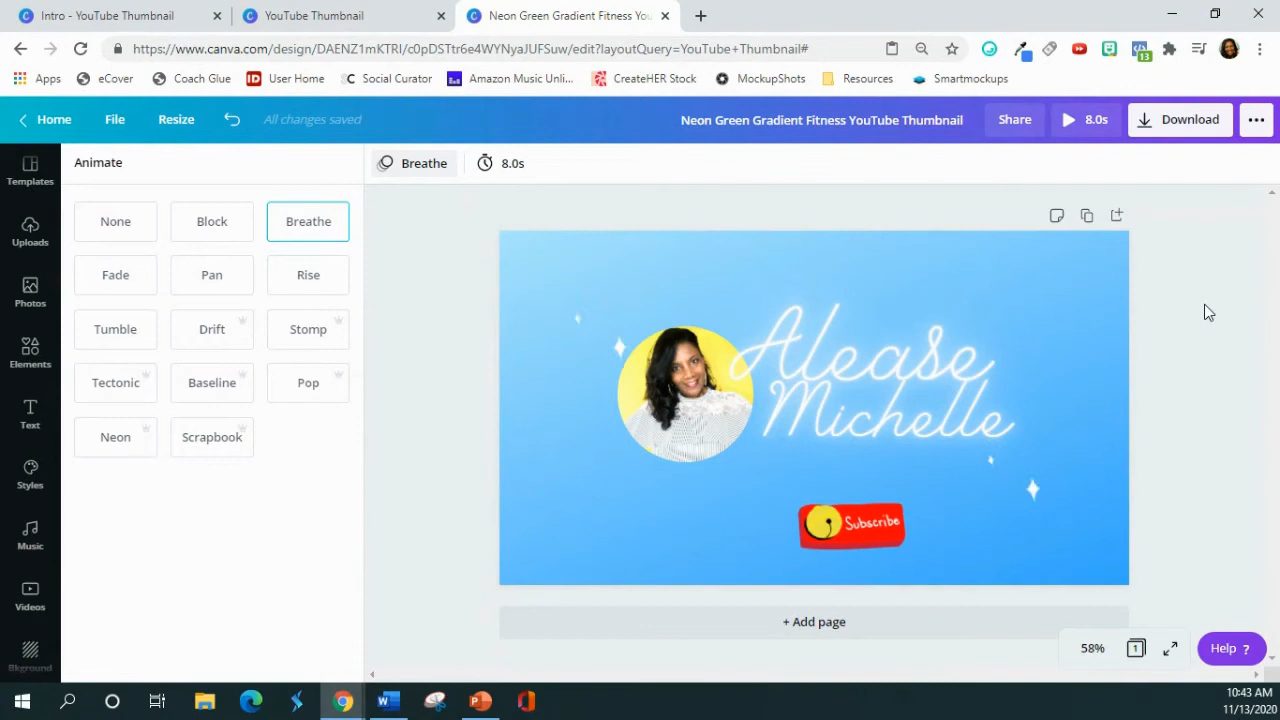 Intro - YouTube Thumbnail
YouTube Thumbnail
Neon Green Gradient Fitness You
https://www.canva.com/design/DAENZ1mKTRI/c0pDSTtr6e4WYNyaJUFSuw/edit?layoutQuery=YouTube+Thumbnail#
13
Apps
eCover
Coach Glue
ID User Home
Social Curator
Amazon Music Unli...
CreateHER Stock
MockupShots
Resources
Smartmockups
Home
File
Resize
All changes saved
Neon Green Gradient Fitness YouTube Thumbnail
Share
8.0s
Download
Templates
Uploads
Photos
Elements
Text
Styles
Music
Videos
Bkground
Animate
None
Block
Breathe
Fade
Pan
Rise
Tumble
Drift
Stomp
Tectonic
Baseline
Pop
Neon
Scrapbook
Breathe
8.0s
Alease
Michelle
Subscribe
+ Add page
58%
1
Help ?
10:43 AM
11/13/2020